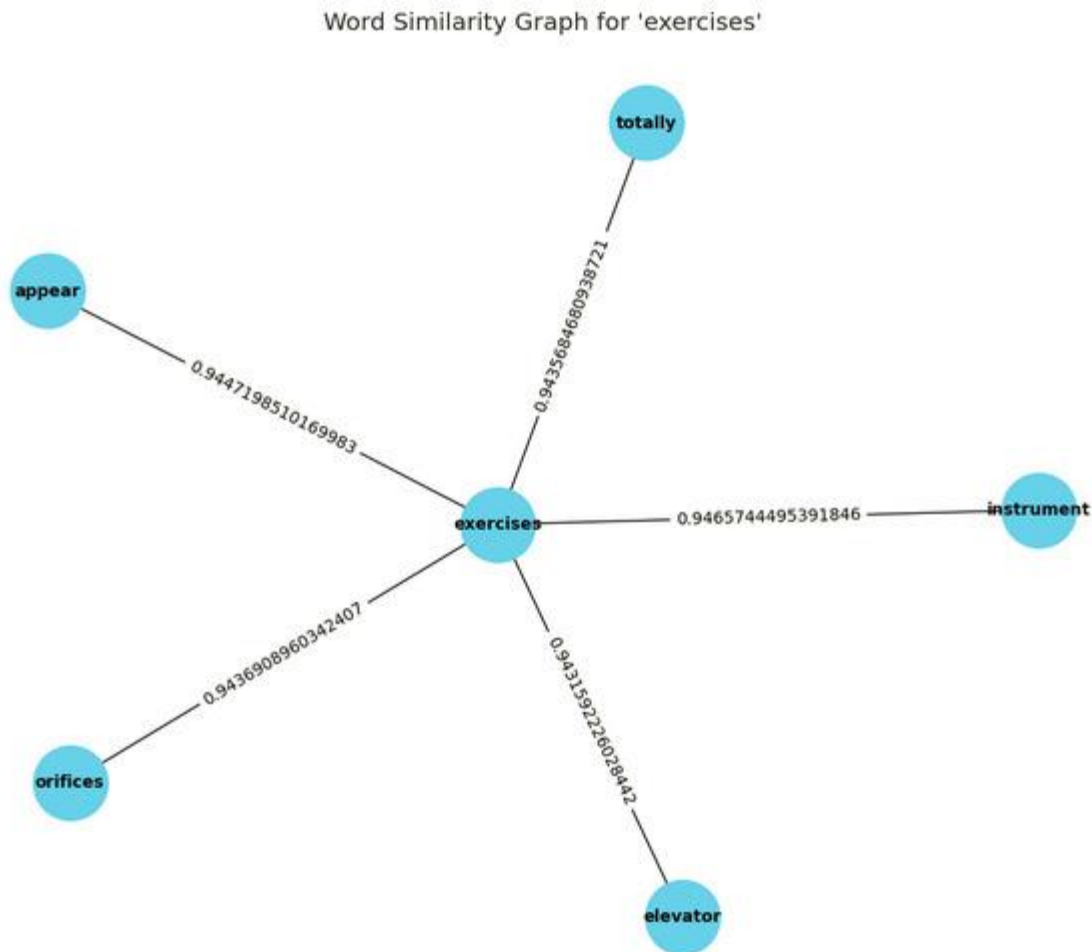 Word Similarity Graph for 'exercises'
totally
appear
0.9435684680938721
0.9447198510169983
exercises
0.9465744495391846
instrument
0.9436908960342407
0.9431592226028442
orifices
elevator